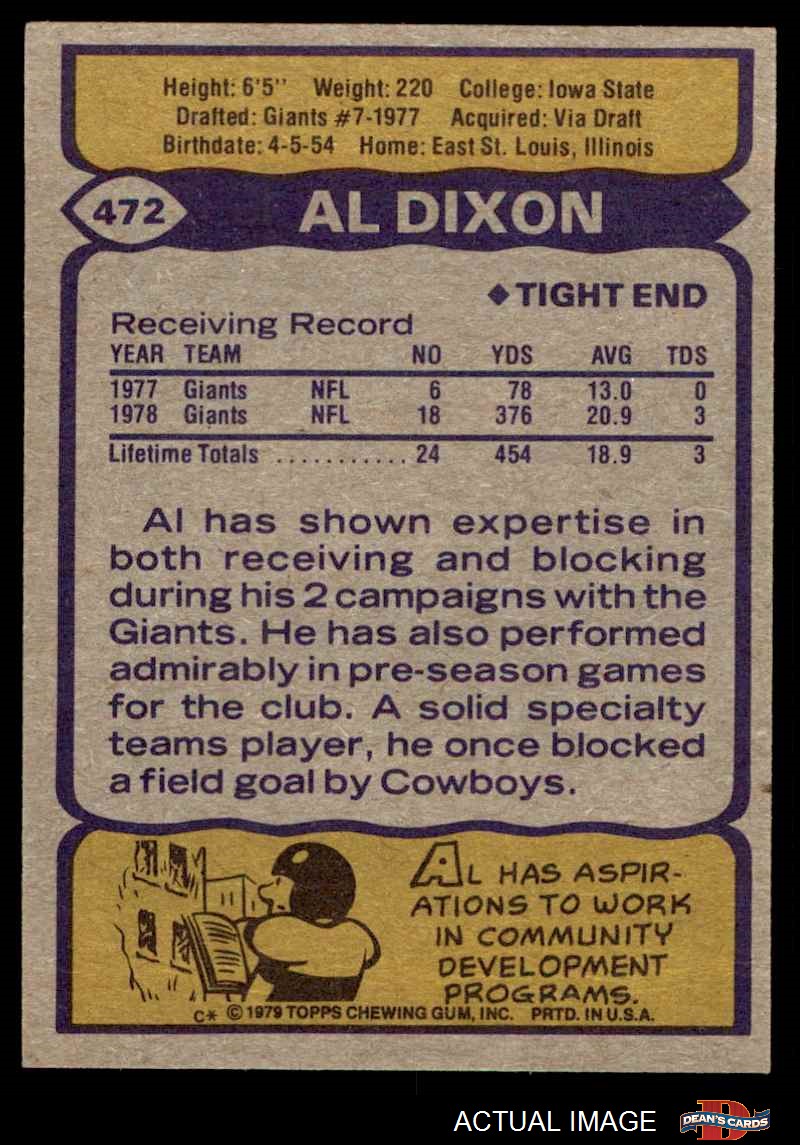 Height: 6'5" Weight: 220 College: Iowa State
Drafted: Giants #7-1977 Acquired: Via Draft
Birthdate: 4-5-54 Home: East St. Louis, Illinois
472 AL DIXON
◆TIGHT END
Receiving Record
YEAR TEAM NO YDS AVG TDS
1977 Giants NFL 6 78 13.0 0
1978 Giants NFL 18 376 20.9 3
Lifetime Totals ........... 24 454 18.9 3
Al has shown expertise in
both receiving and blocking
during his 2 campaigns with the
Giants. He has also performed
admirably in pre-season games
for the club. A solid specialty
teams player, he once blocked
a field goal by Cowboys.
AL HAS ASPIR-
ATIONS TO WORK
IN COMMUNITY
DEVELOPMENT
PROGRAMS.
C* © 1979 TOPPS CHEWING GUM, INC. PRTD. IN U.S.A.
ACTUAL IMAGE DEAN'S CARDS